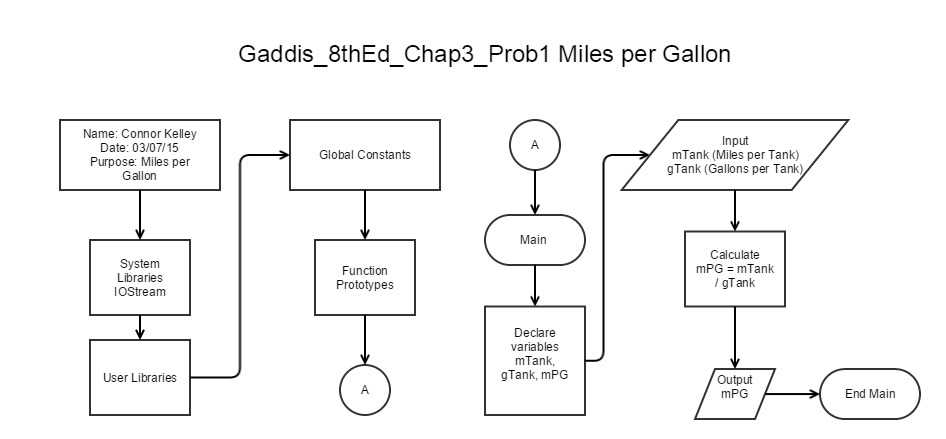 Gaddis_8thEd_Chap3_Prob1 Miles per Gallon
Name: Connor Kelley
Date: 03/07/15
Purpose: Miles per
Gallon
System
Libraries
IOStream
User Libraries
Global Constants
Function
Prototypes
A
A
Main
Declare
variables
mTank,
gTank, mPG
Input
mTank (Miles per Tank)
gTank (Gallons per Tank)
Calculate
mPG = mTank
/ gTank
Output
mPG
End Main